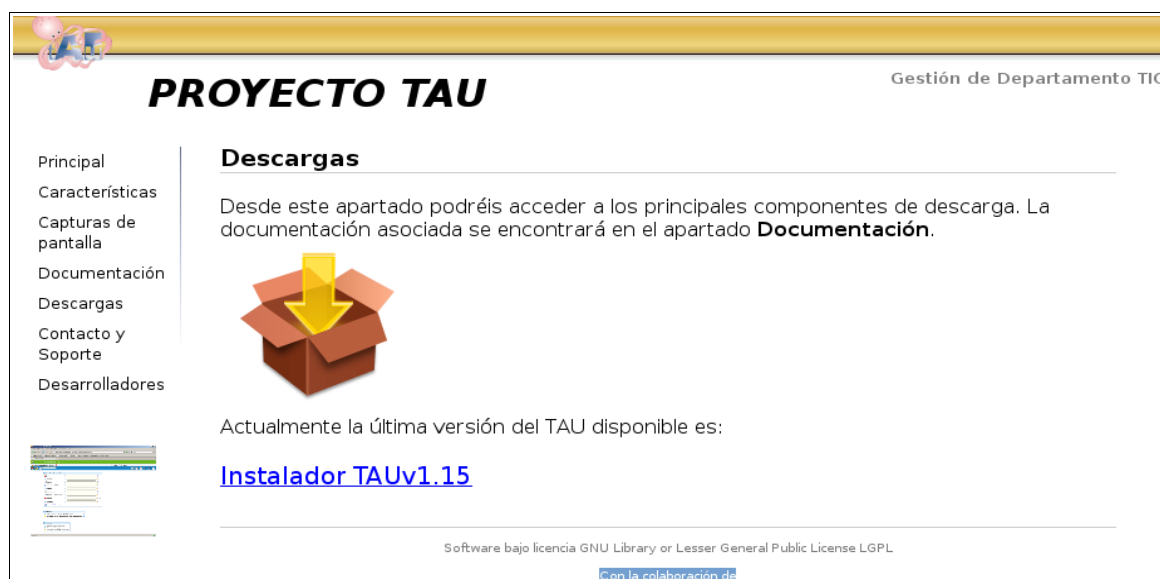 PROYECTO TAU
Gestión de Departamento TIC
Principal
Características
Capturas de
pantalla
Documentación
Descargas
Contacto y
Soporte
Desarrolladores
Descargas
Desde este apartado podréis acceder a los principales componentes de descarga. La
documentación asociada se encontrará en el apartado Documentación.
Actualmente la última versión del TAU disponible es:
Instalador TAUv1.15
Software bajo licencia GNU Library or Lesser General Public License LGPL
Con la colaboración de